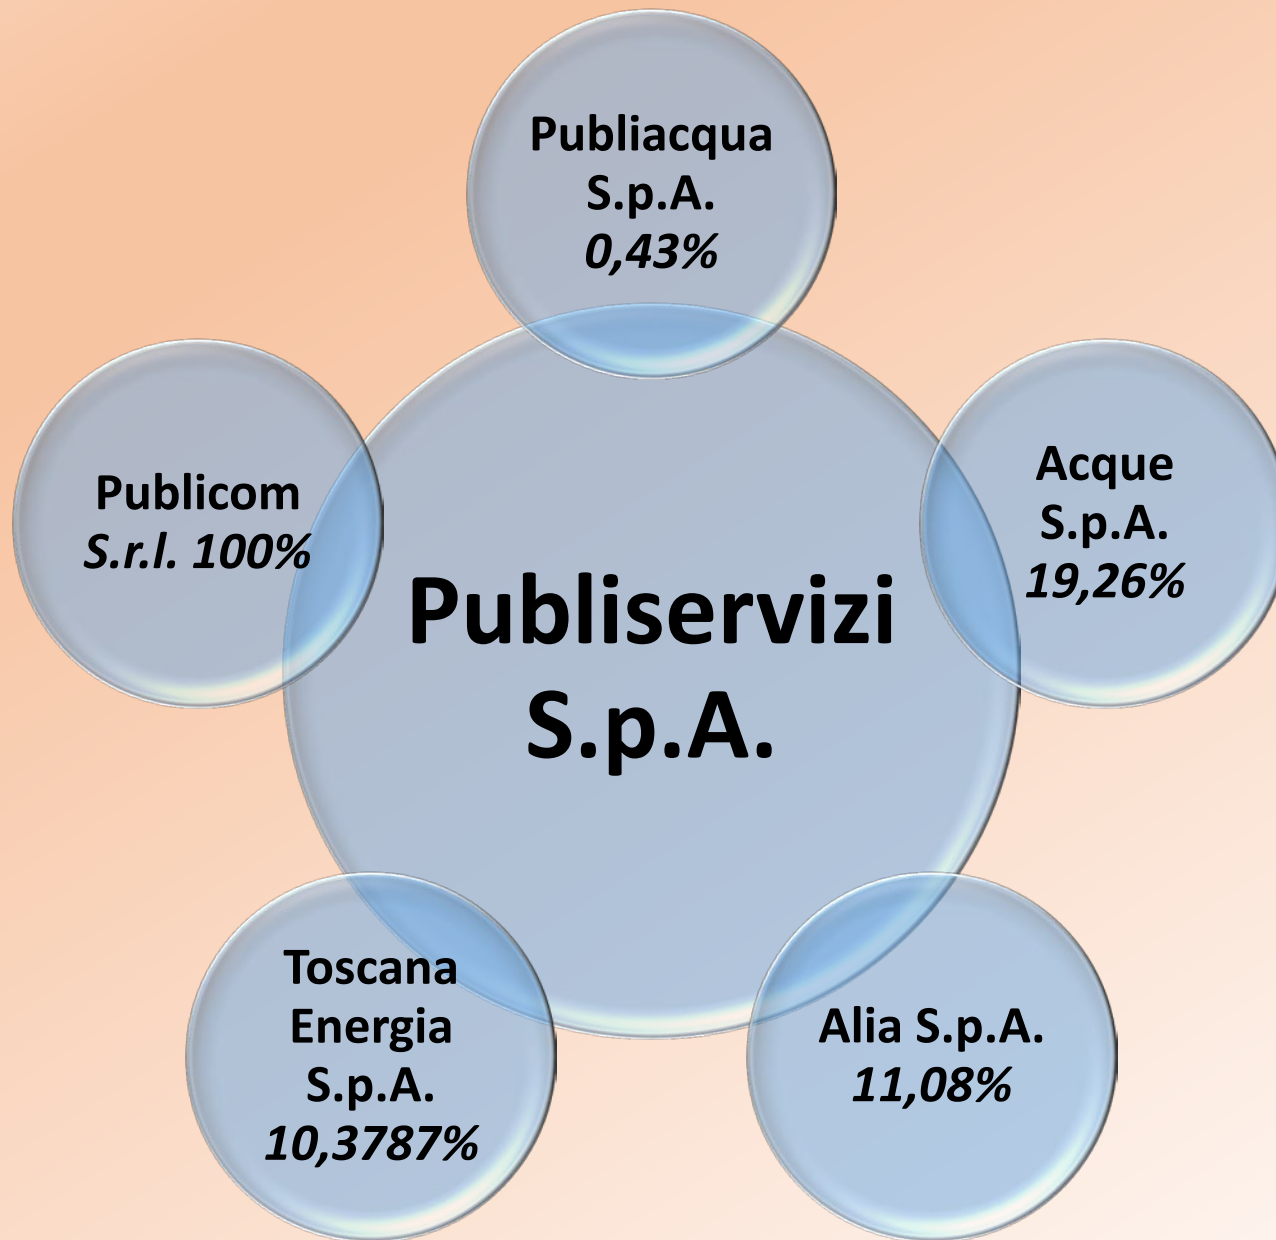 Publiacqua
S.p.A.
0,43%
Acque
S.p.A.
19,26%
Publicom
S.r.l. 100%
Publiservizi
S.p.A.
Toscana
Energia
S.p.A.
10,3787%
Alia S.p.A.
11,08%